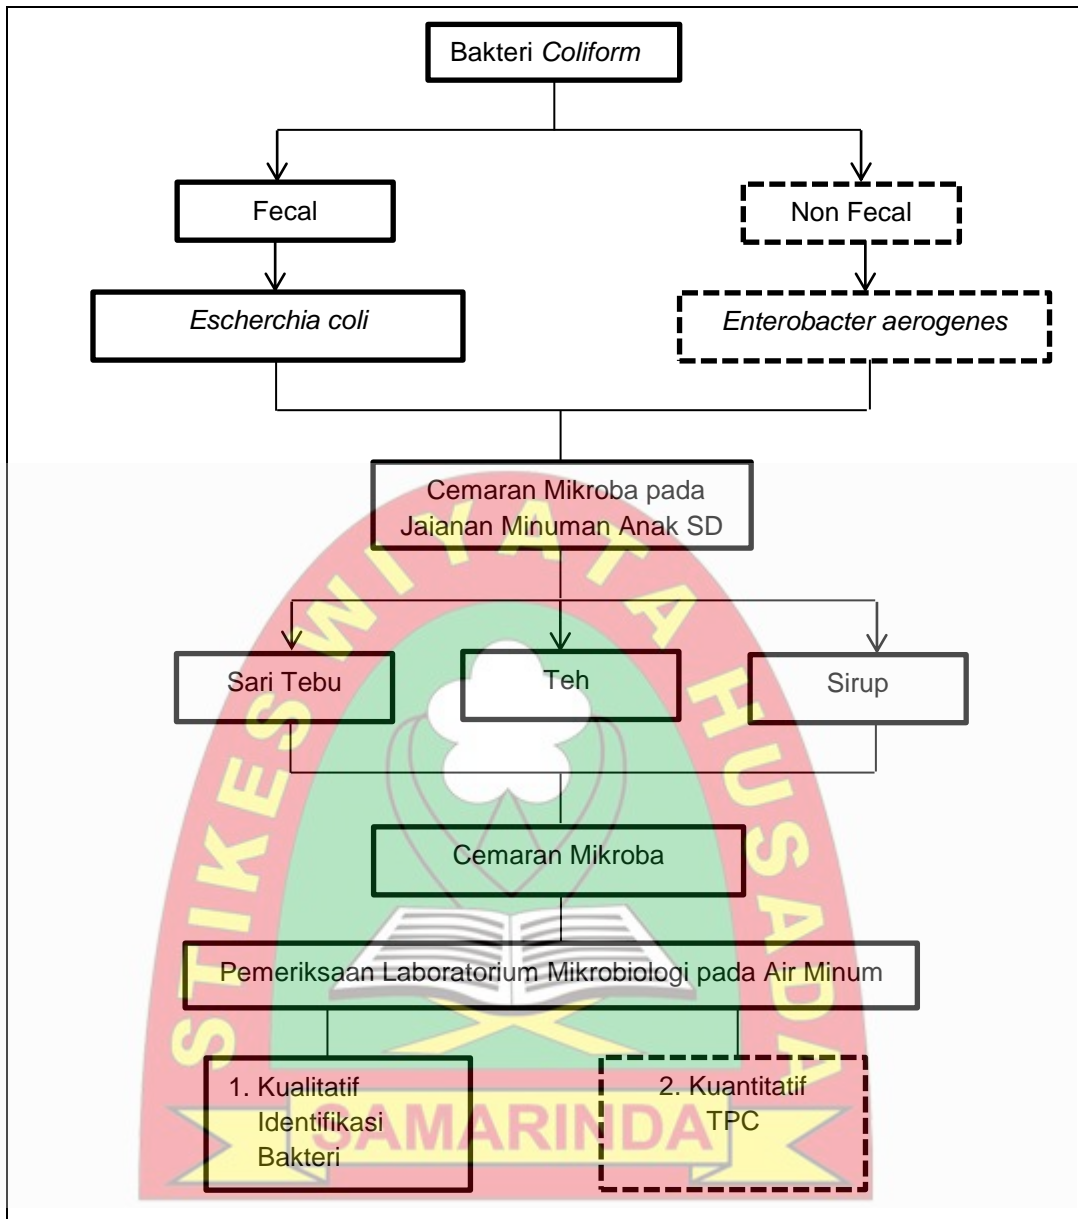 Bakteri Coliform
Fecal
Non Fecal
Escherchia coli
Enterobacter aerogenes
Cemaran Mikroba pada
Jajanan Minuman Anak SD
Sari Tebu
Teh
Sirup
Cemaran Mikroba
Pemeriksaan Laboratorium Mikrobiologi pada Air Minum
1. Kualitatif
Identifikasi
Bakteri
2. Kuantitatif
TPC
STIKES WIYATA HUSADA
SAMARINDA